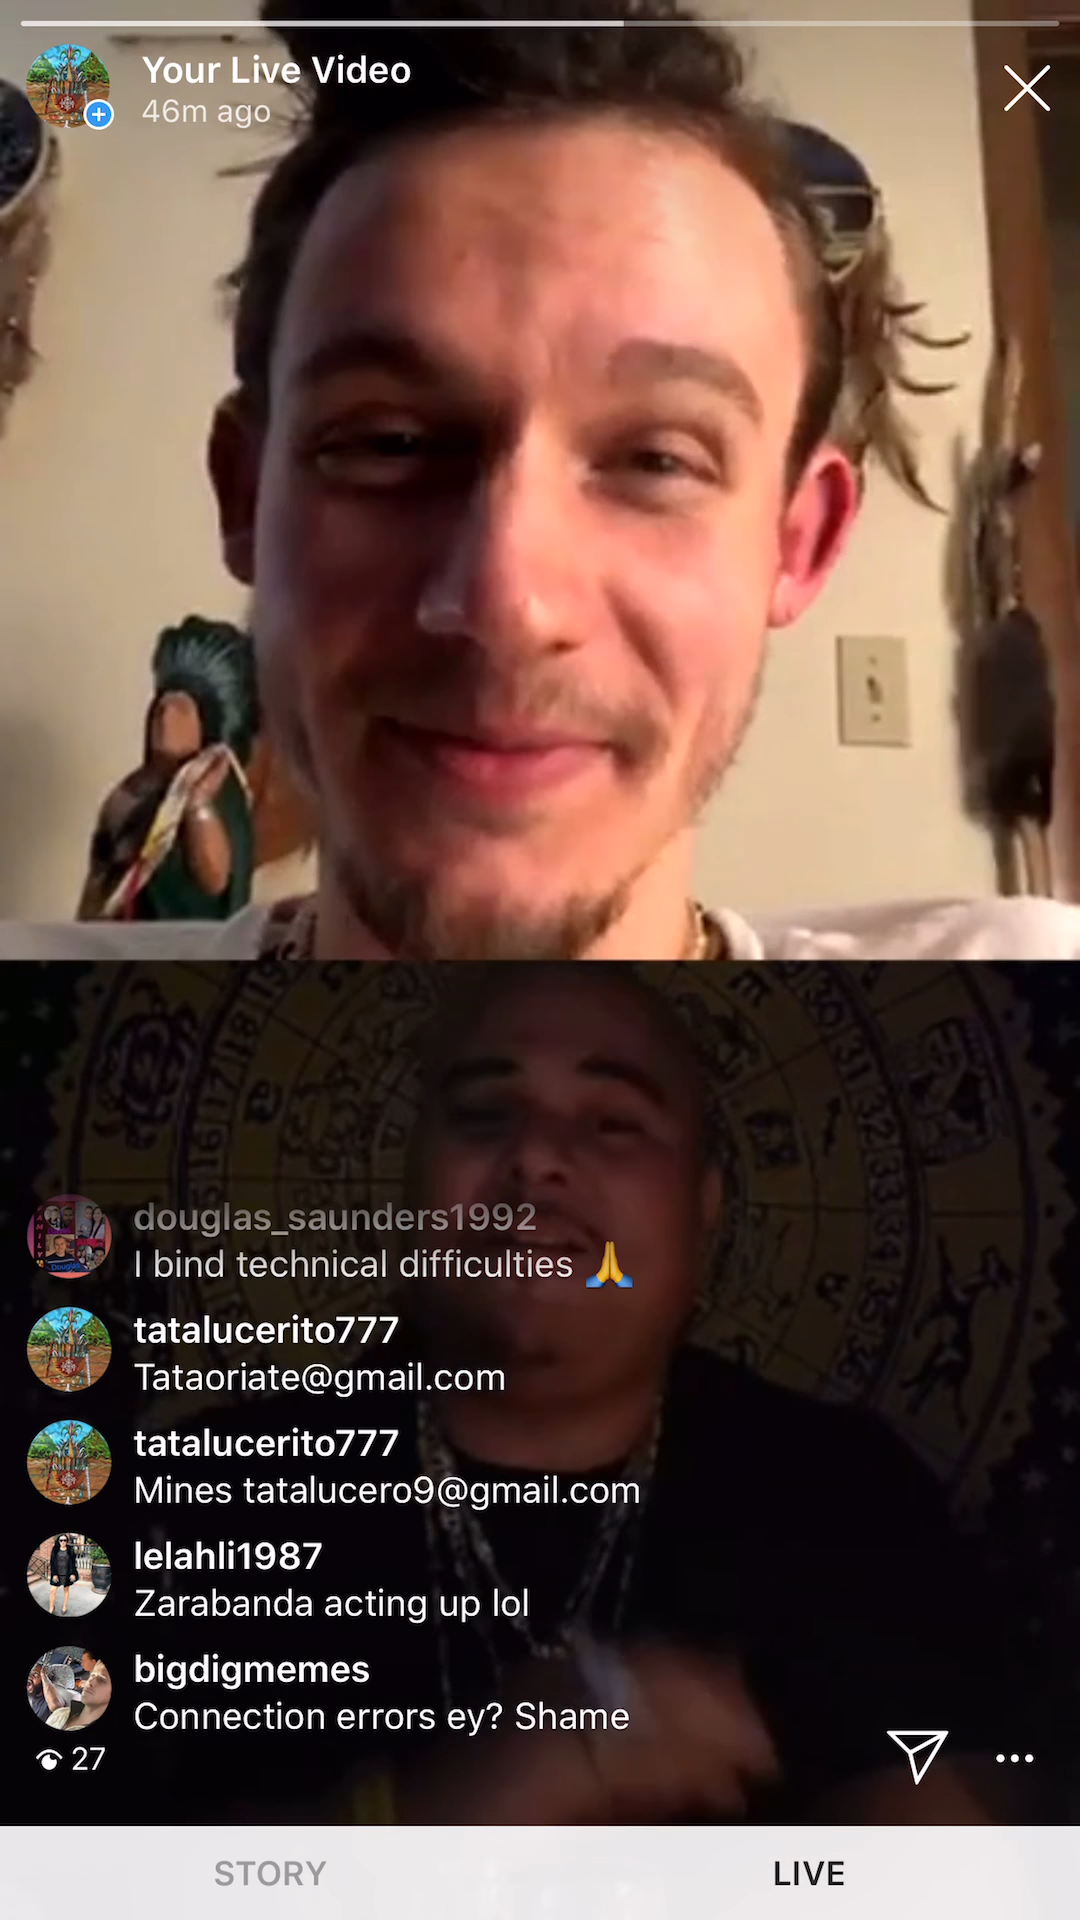 Your Live Video
46m ago
douglas_saunders1992
I bind technical difficulties 🙏
tatalucerito777
Tataoriate@gmail.com
tatalucerito777
Mines tatalucero9@gmail.com
lelahli1987
Zarabanda acting up lol
bigdigmemes
Connection errors ey? Shame
27
STORY
LIVE